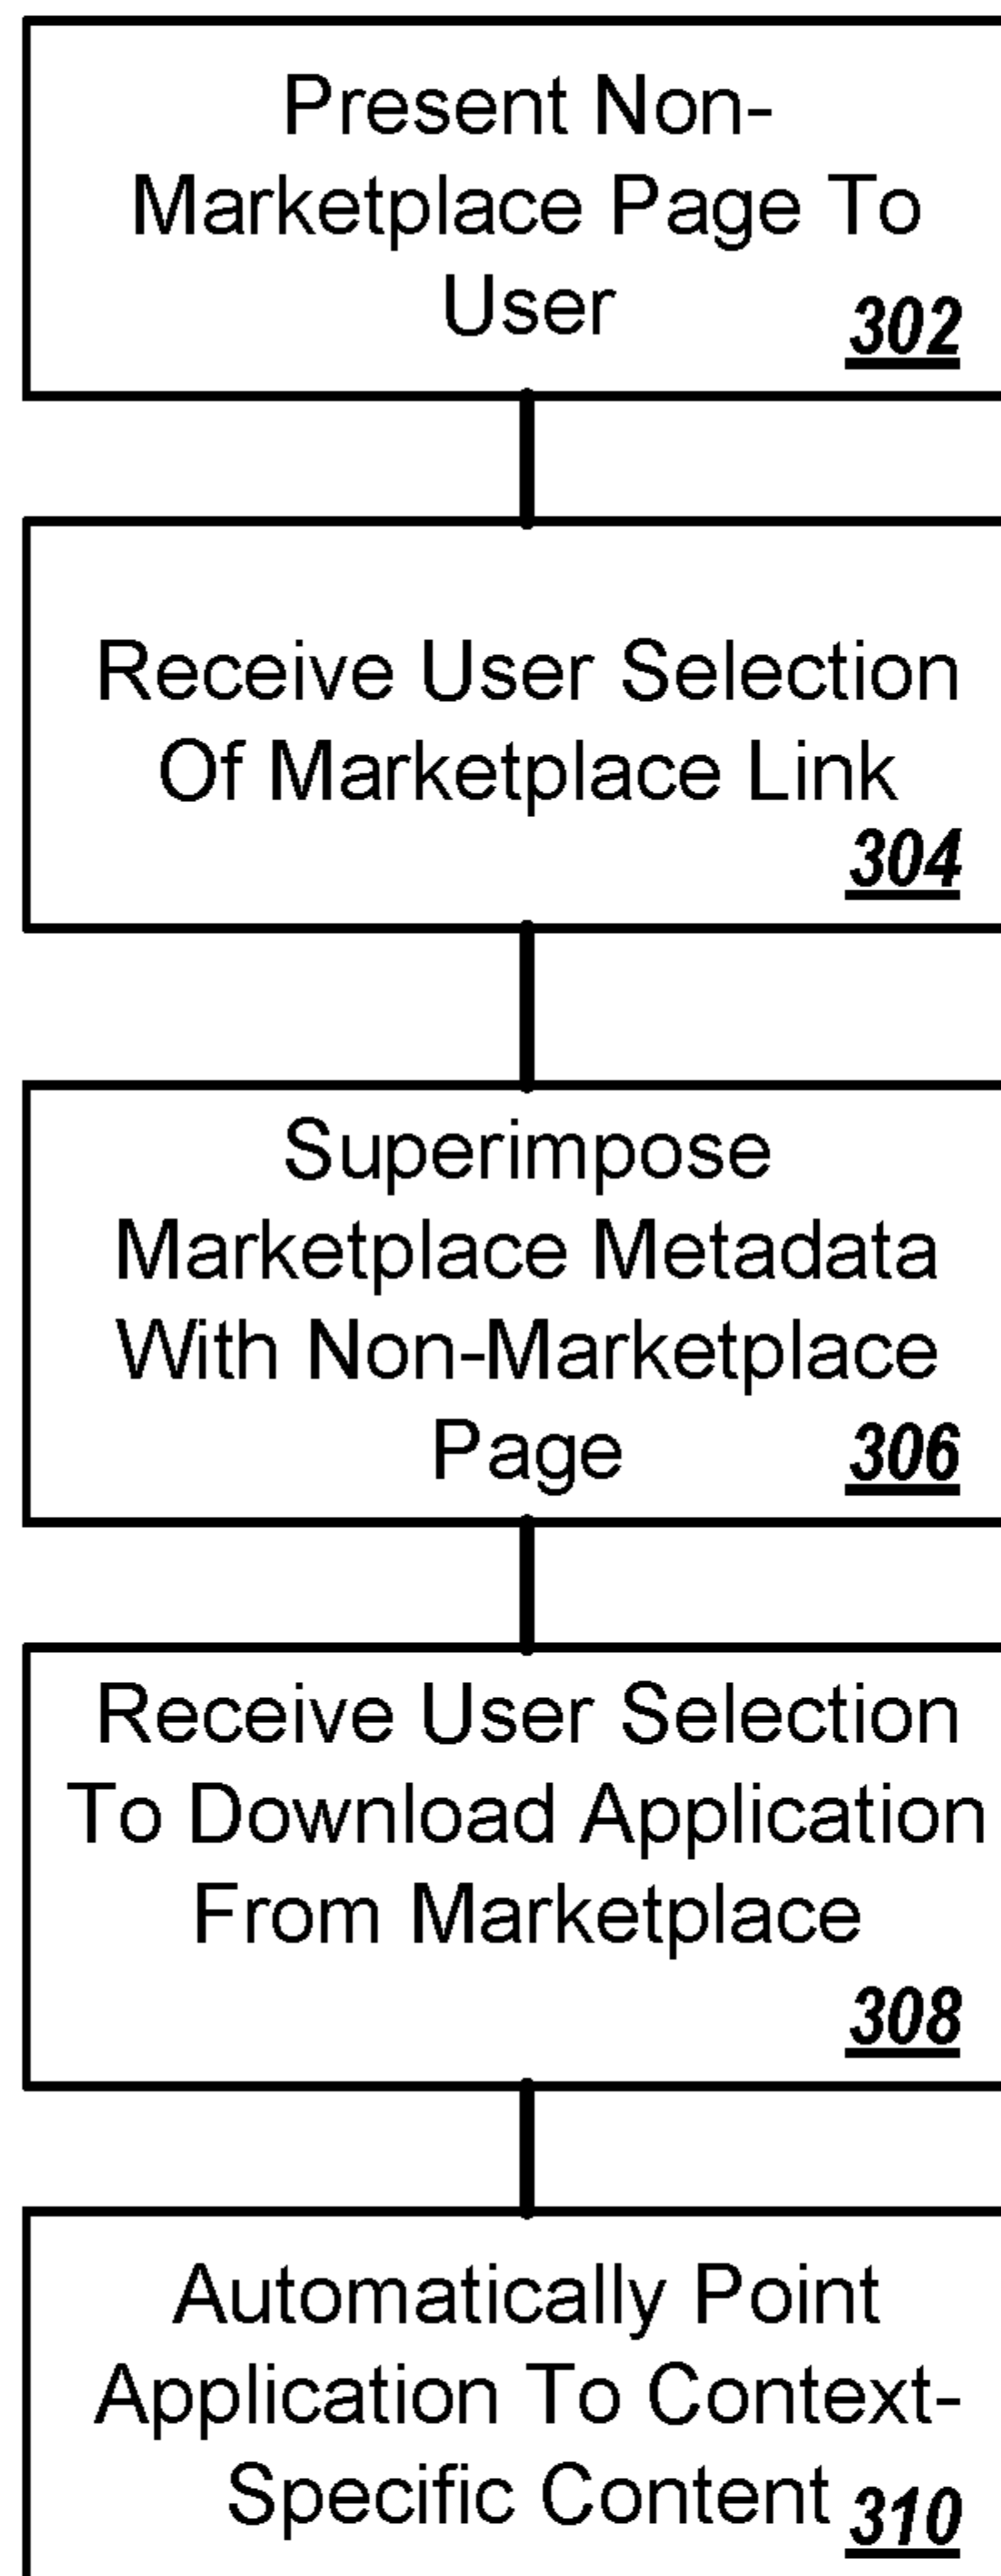 Present Non-
Marketplace Page To
User 302
Receive User Selection
Of Marketplace Link
304
Superimpose
Marketplace Metadata
With Non-Marketplace
Page 306
Receive User Selection
To Download Application
From Marketplace
308
Automatically Point
Application To Context-
Specific Content 310